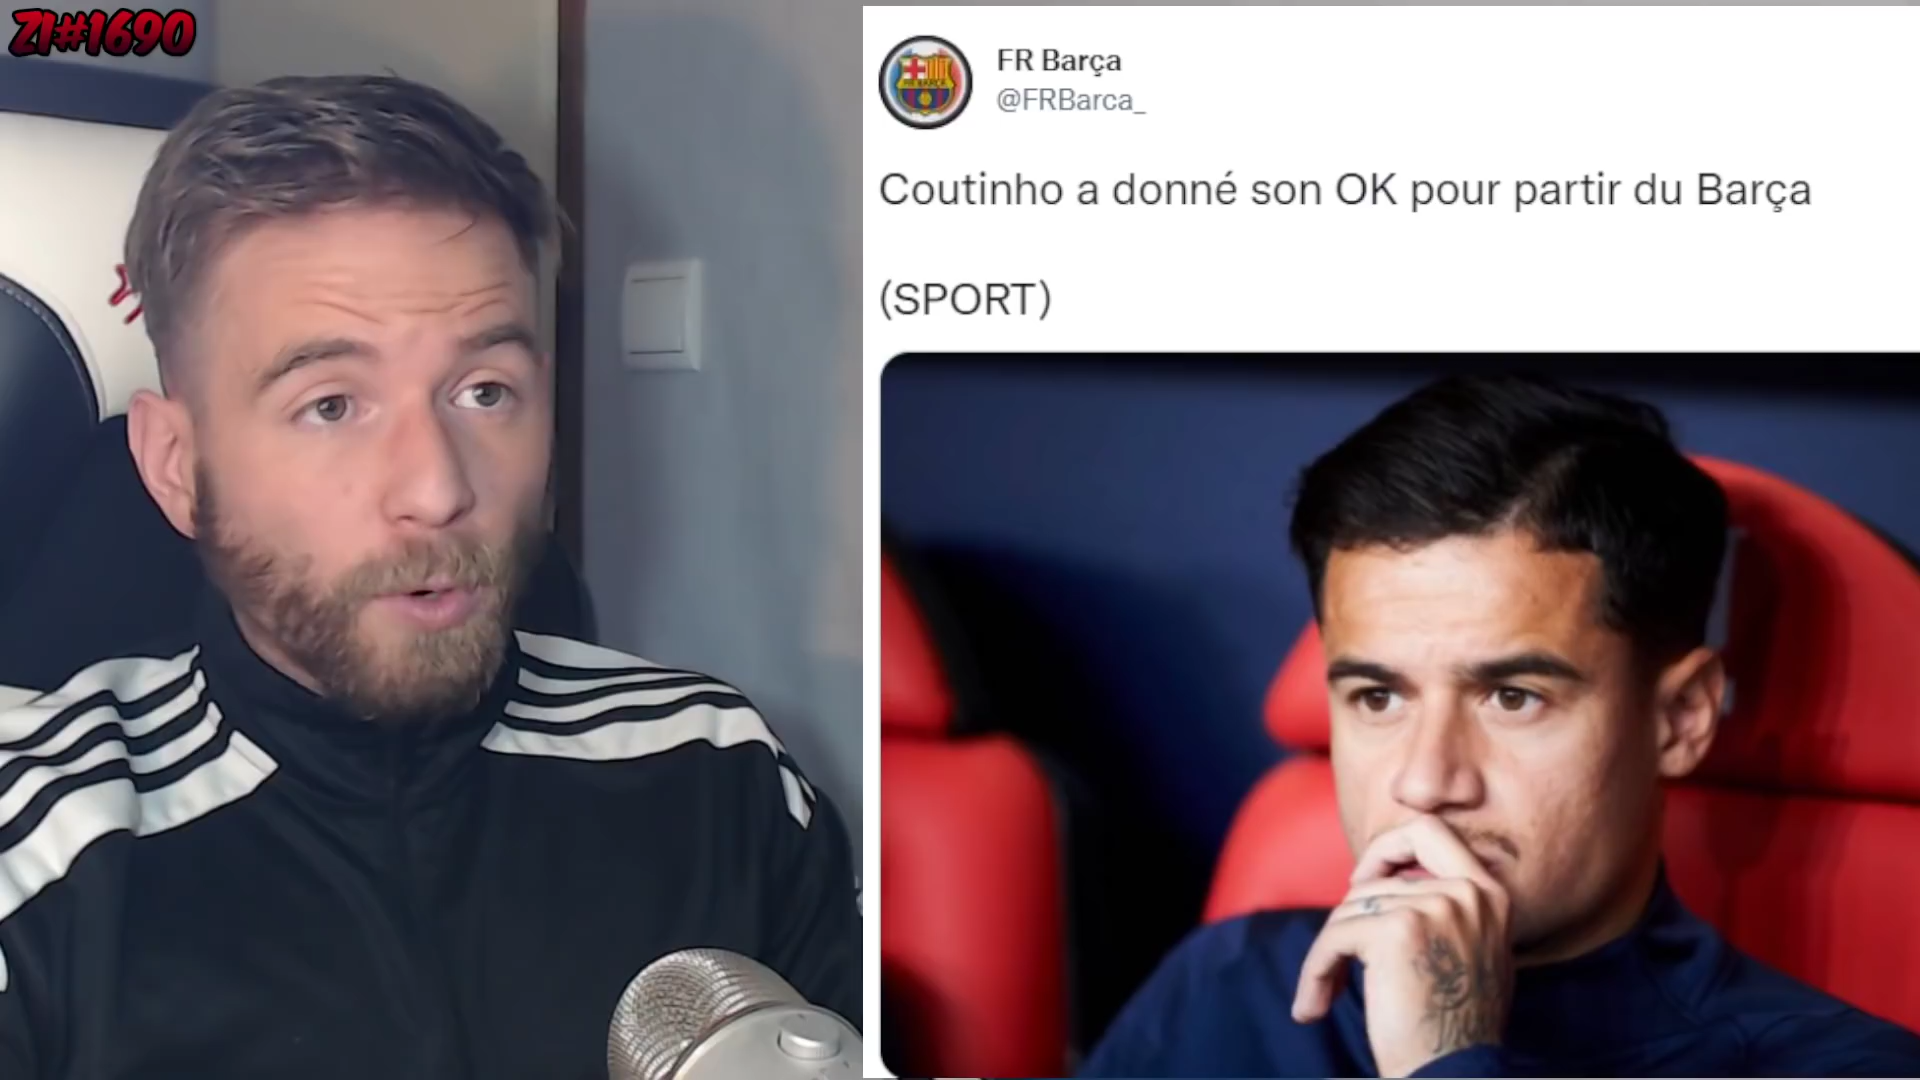 ZI#1690
FR Barça
@FRBarca_
Coutinho a donné son OK pour partir du Barça
(SPORT)